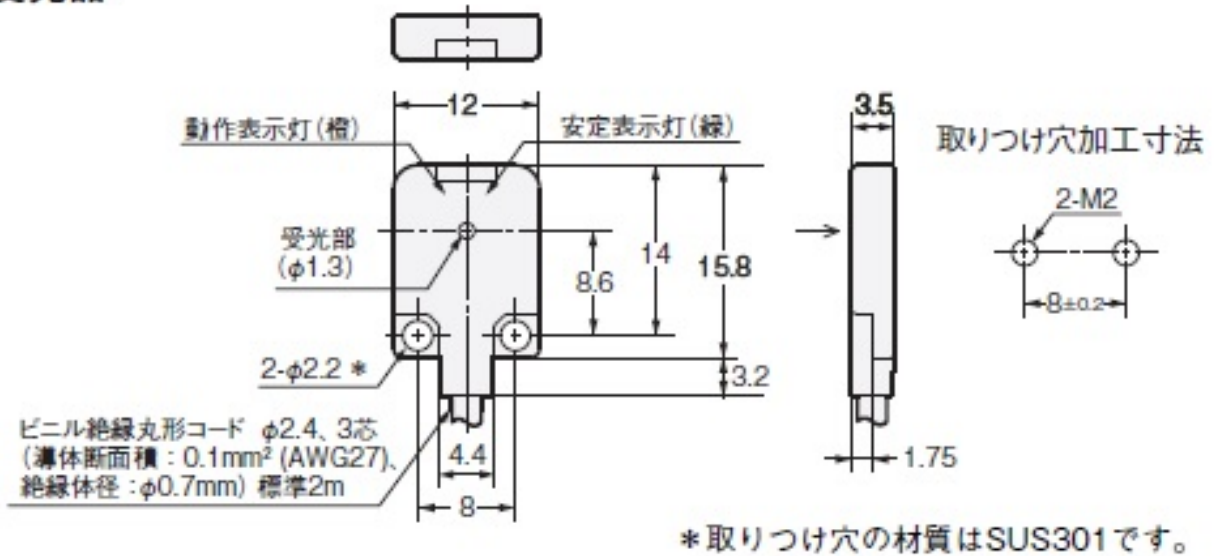 12
3.5
動作表示灯(橙)
安定表示灯(緑)
取りつけ穴加工寸法
2-M2
受光部
(φ1.3)
14
15.8
8.6
8±0.2
2-φ2.2 *
3.2
ビニル絶縁丸形コード φ2.4、3芯
(導体断面積：0.1mm² (AWG27)、
絶縁体径：φ0.7mm) 標準2m
4.4
1.75
8
*取りつけ穴の材質はSUS301です。